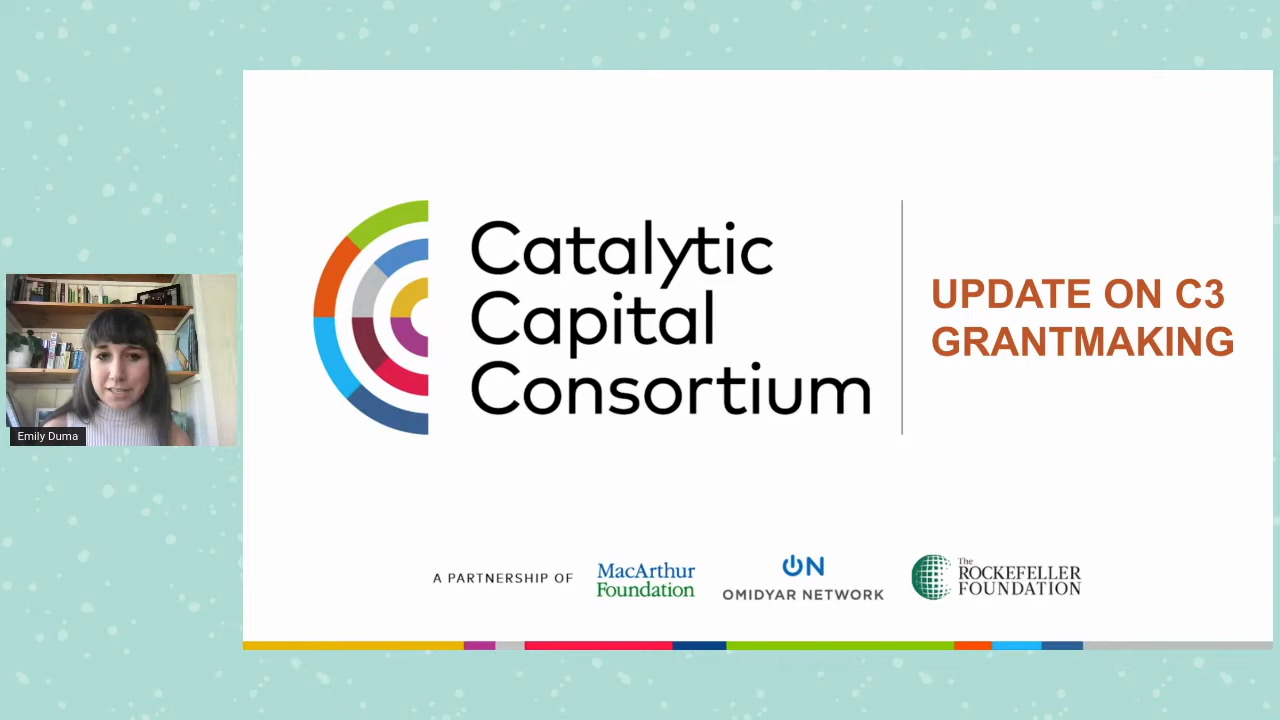 Catalytic
Capital
Consortium
UPDATE ON C3
GRANTMAKING
Emily Duma
A PARTNERSHIP OF
MacArthur
Foundation
ON
OMIDYAR NETWORK
The
ROCKEFELLER
FOUNDATION